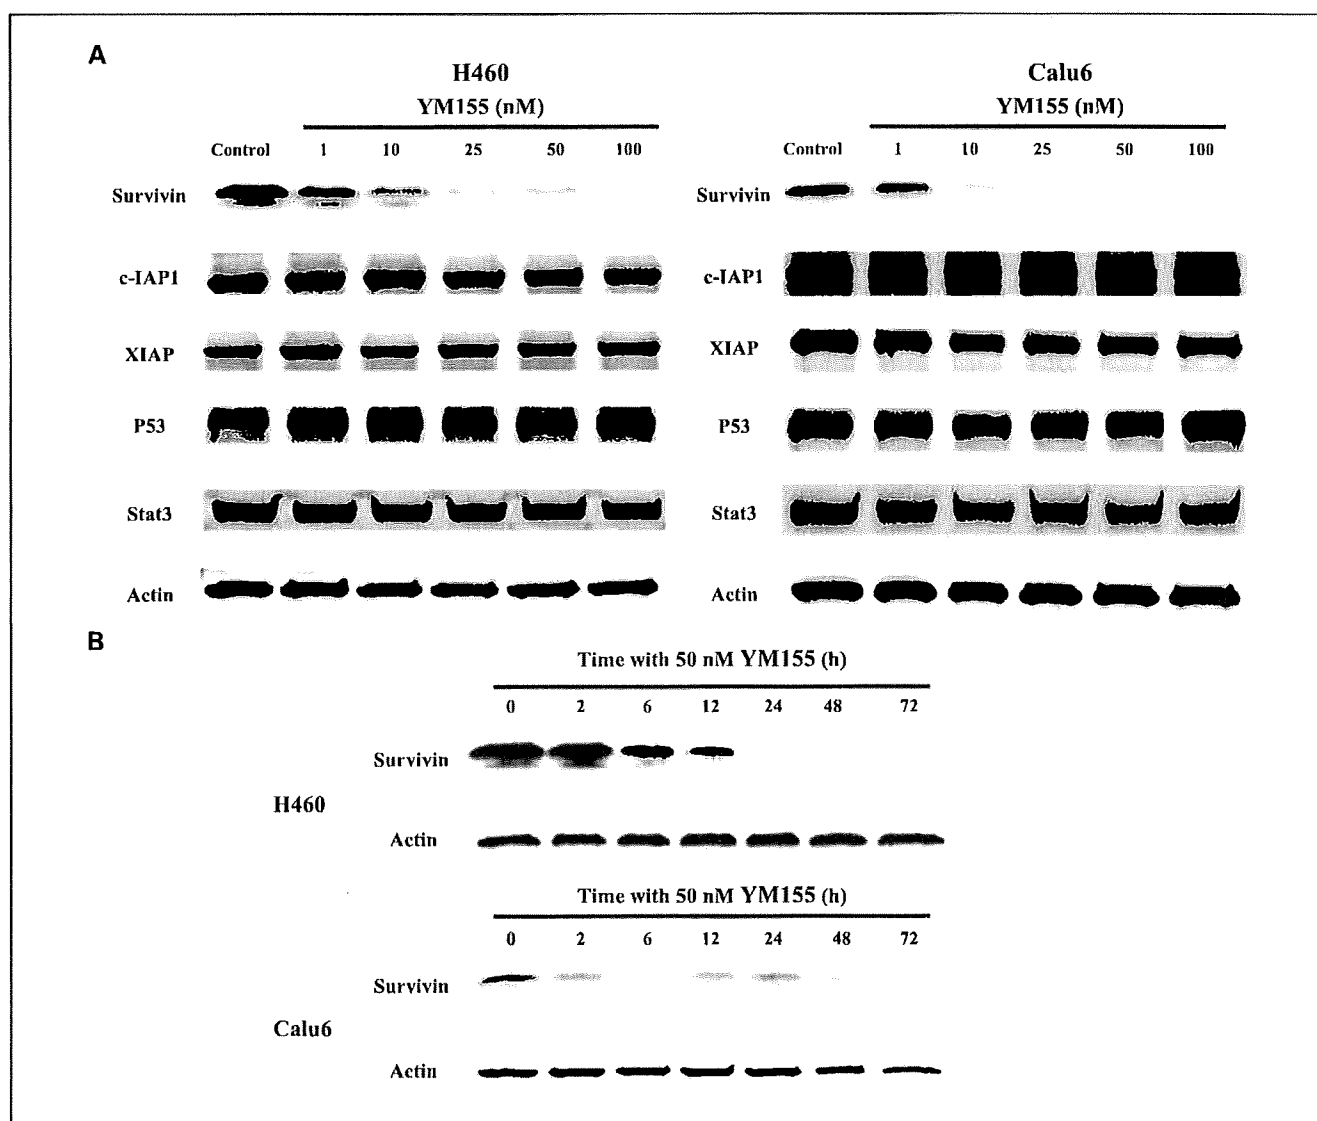 A
H460
YM155 (nM)
Control 1 10 25 50 100
Survivin
c-IAP1
XIAP
P53
Stat3
Actin
Calu6
YM155 (nM)
Control 1 10 25 50 100
Survivin
c-IAP1
XIAP
P53
Stat3
Actin
B
Time with 50 nM YM155 (h)
0 2 6 12 24 48 72
Survivin
H460
Actin
Time with 50 nM YM155 (h)
0 2 6 12 24 48 72
Survivin
Calu6
Actin